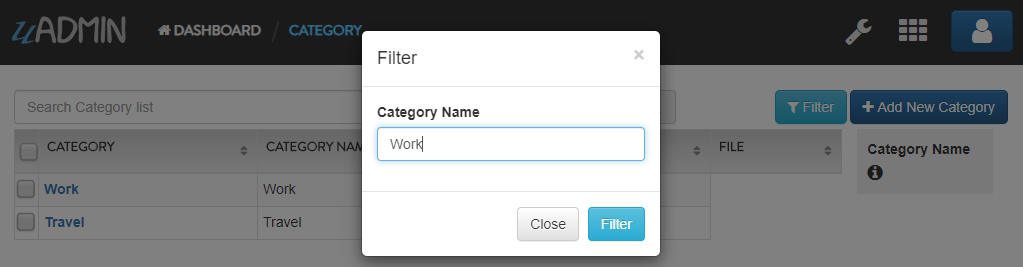 uADMIN DASHBOARD / CATEGORY
Filter ×
Search Category list
Category Name
Work
Filter
+ Add New Category
CATEGORY CATEGORY NAM FILE
Category Name
Work Work
Travel Travel
Close Filter